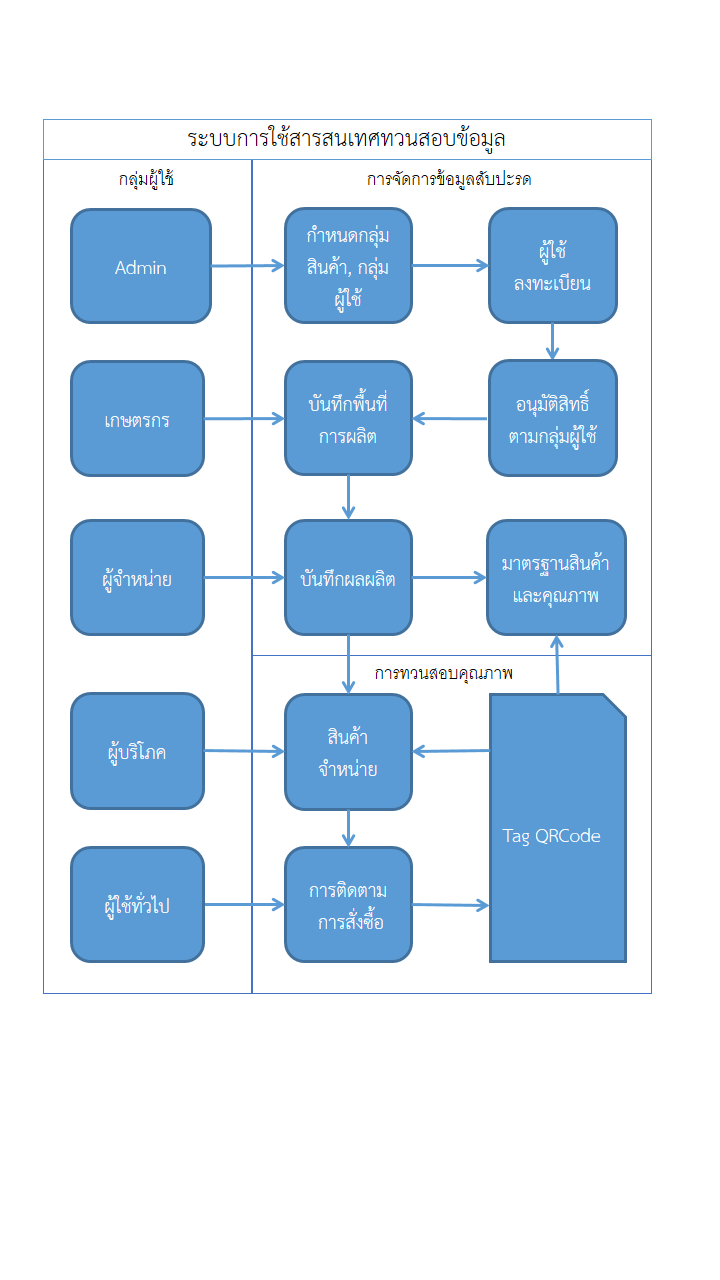 ระบบการใช้สารสนเทศทวนสอบข้อมูล
กลุ่มผู้ใช้
การจัดการข้อมูลสับปะรด
Admin
กำหนดกลุ่ม
สินค้า, กลุ่ม
ผู้ใช้
ผู้ใช้
ลงทะเบียน
เกษตรกร
บันทึกพื้นที่
การผลิต
อนุมัติสิทธิ์
ตามกลุ่มผู้ใช้
ผู้จำหน่าย
บันทึกผลผลิต
มาตรฐานสินค้า
และคุณภาพ
การทวนสอบคุณภาพ
ผู้บริโภค
สินค้า
จำหน่าย
Tag QRCode
ผู้ใช้ทั่วไป
การติดตาม
การสั่งซื้อ